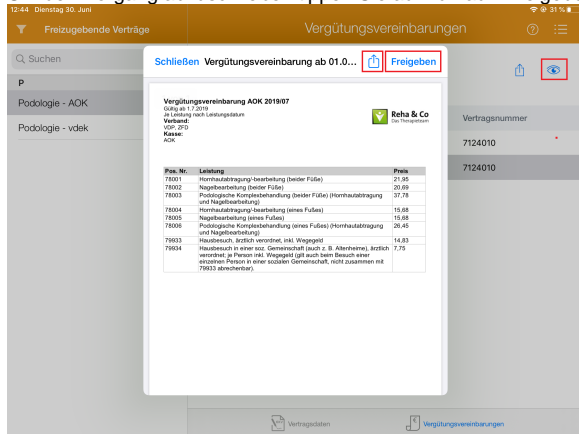 12:44 Dienstag 30. Juni
31 %
Freizugebende Verträge
Vergütungsvereinbarungen
Suchen
P
Podologie - AOK
Podologie - vdek
Schließen Vergütungsvereinbarung ab 01.0... Freigeben
Vergütungsvereinbarung AOK 2019/07
Gültig ab 1.7.2019
Je Leistung nach Leistungsdatum
Verband:
VDP, ZFD
Kasse:
AOK
Reha & Co
Das Therapieteam
Pos. Nr. Leistung Preis
78001 Hornhautabtragung/-bearbeitung (beider Füße) 21,95
78002 Nagelbearbeitung (beider Füße) 20,69
78003 Podologische Komplexbehandlung (beider Füße) (Hornhautabtragung 37,78
und Nagelbearbeitung)
78004 Hornhautabtragung/-bearbeitung (eines Fußes) 15,68
78005 Nagelbearbeitung (eines Fußes) 15,68
78006 Podologische Komplexbehandlung (eines Fußes) (Hornhautabtragung 26,45
und Nagelbearbeitung)
79933 Hausbesuch, ärztlich verordnet, inkl. Wegegeld 14,83
79934 Hausbesuch in einer soz. Gemeinschaft (auch z. B. Altenheime), ärztlich 7,75
verordnet; je Person inkl. Wegegeld (gilt auch beim Besuch einer
einzelnen Person in einer sozialen Gemeinschaft, nicht zusammen mit
79933 abrechenbar).
Vertragsnummer
7124010 *
7124010
Vertragsdaten
Vergütungsvereinbarungen